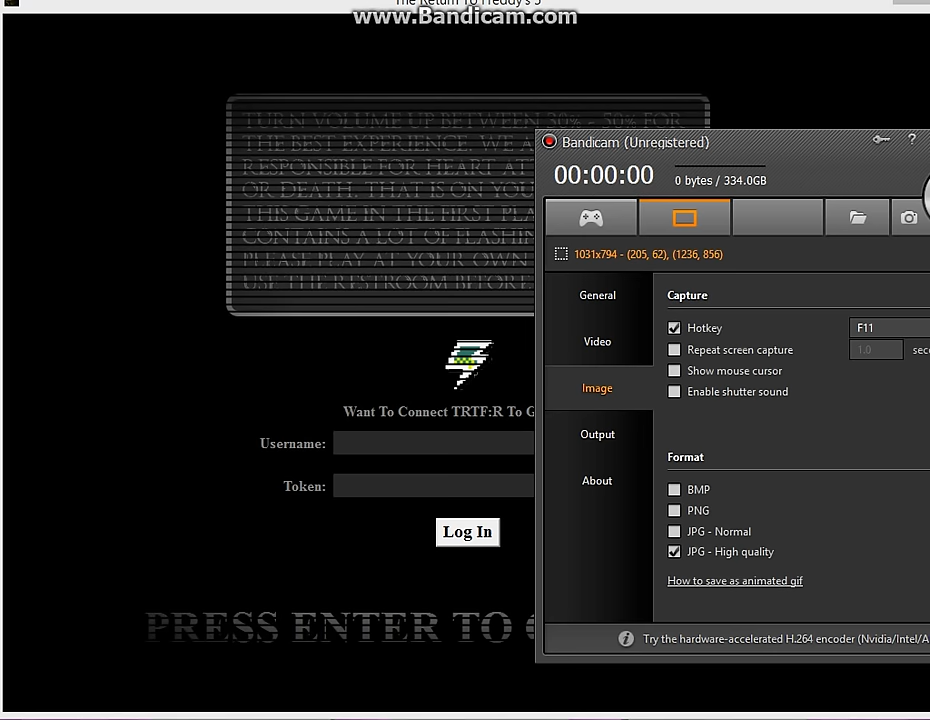 The Return To Freddy's 5
www.Bandicam.com
TURN VOLUME UP BETWEEN 30% - 50% FOR
THE BEST EXPERIENCE. WE A
RESPONSIBLE FOR HEART AT
OR DEATH. THAT IS ON YOU
THIS GAME IN THE FIRST PLA
CONTAINS A LOT OF FLASHIN
PLEASE PLAY AT YOUR OWN
USE THE RESTROOM BEFORE
Want To Connect TRTF:R To G
Username:
Token:
Log In
PRESS ENTER TO
Bandicam (Unregistered)
?
00:00:00
0 bytes / 334.0GB
1031x794 - (205, 62), (1236, 856)
General
Video
Image
Output
About
Capture
Hotkey
F11
Repeat screen capture
1.0
sec
Show mouse cursor
Enable shutter sound
Format
BMP
PNG
JPG - Normal
JPG - High quality
How to save as animated gif
Try the hardware-accelerated H.264 encoder (Nvidia/Intel/A